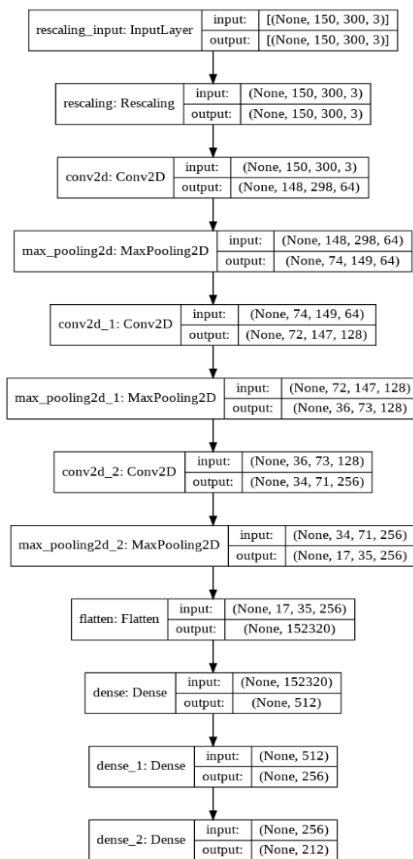 rescaling_input: InputLayer
input: [(None, 150, 300, 3)]
output: [(None, 150, 300, 3)]
rescaling: Rescaling
input: (None, 150, 300, 3)
output: (None, 150, 300, 3)
conv2d: Conv2D
input: (None, 150, 300, 3)
output: (None, 148, 298, 64)
max_pooling2d: MaxPooling2D
input: (None, 148, 298, 64)
output: (None, 74, 149, 64)
conv2d_1: Conv2D
input: (None, 74, 149, 64)
output: (None, 72, 147, 128)
max_pooling2d_1: MaxPooling2D
input: (None, 72, 147, 128)
output: (None, 36, 73, 128)
conv2d_2: Conv2D
input: (None, 36, 73, 128)
output: (None, 34, 71, 256)
max_pooling2d_2: MaxPooling2D
input: (None, 34, 71, 256)
output: (None, 17, 35, 256)
flatten: Flatten
input: (None, 17, 35, 256)
output: (None, 152320)
dense: Dense
input: (None, 152320)
output: (None, 512)
dense_1: Dense
input: (None, 512)
output: (None, 256)
dense_2: Dense
input: (None, 256)
output: (None, 212)